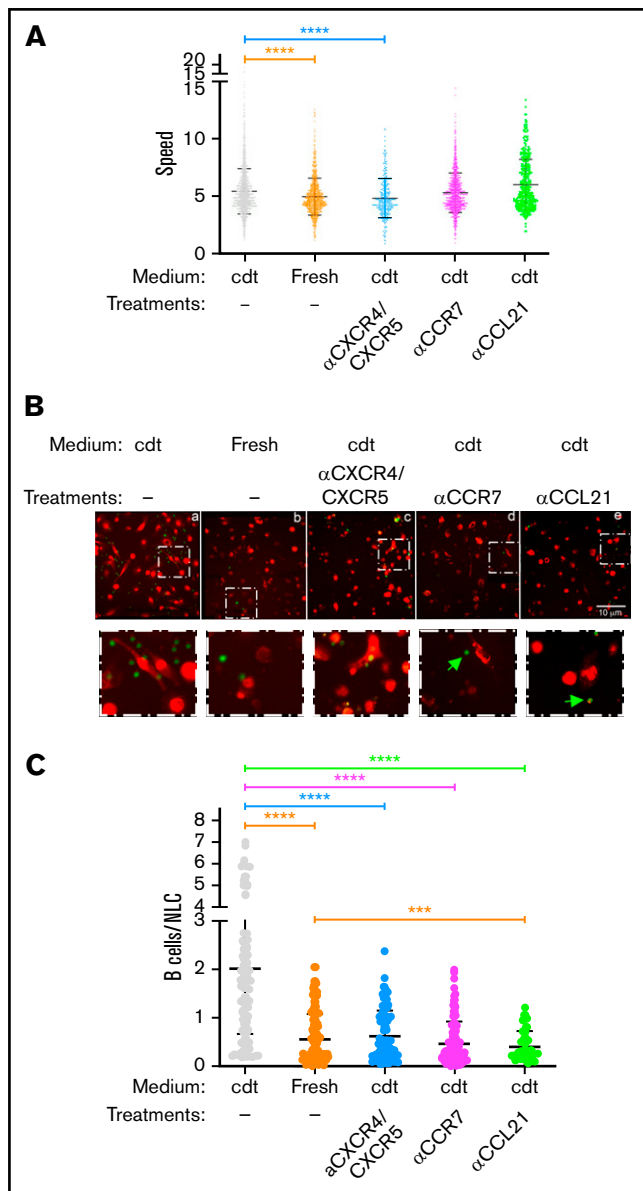 A
****
****
20
15
15
10
5
0
Speed
Medium: cdt Fresh cdt cdt cdt
Treatments: – – αCXCR4/CXCR5 αCCR7 αCCL21
B
Medium: cdt Fresh cdt cdt cdt
αCXCR4/
Treatments: – – CXCR5 αCCR7 αCCL21
a b c d e
10 μm
C
****
****
****
****
***
8
7
6
5
4
3
2
1
0
B cells/ NLC
Medium: cdt Fresh cdt cdt cdt
Treatments: – – aCXCR4/CXCR5 αCCR7 αCCL21